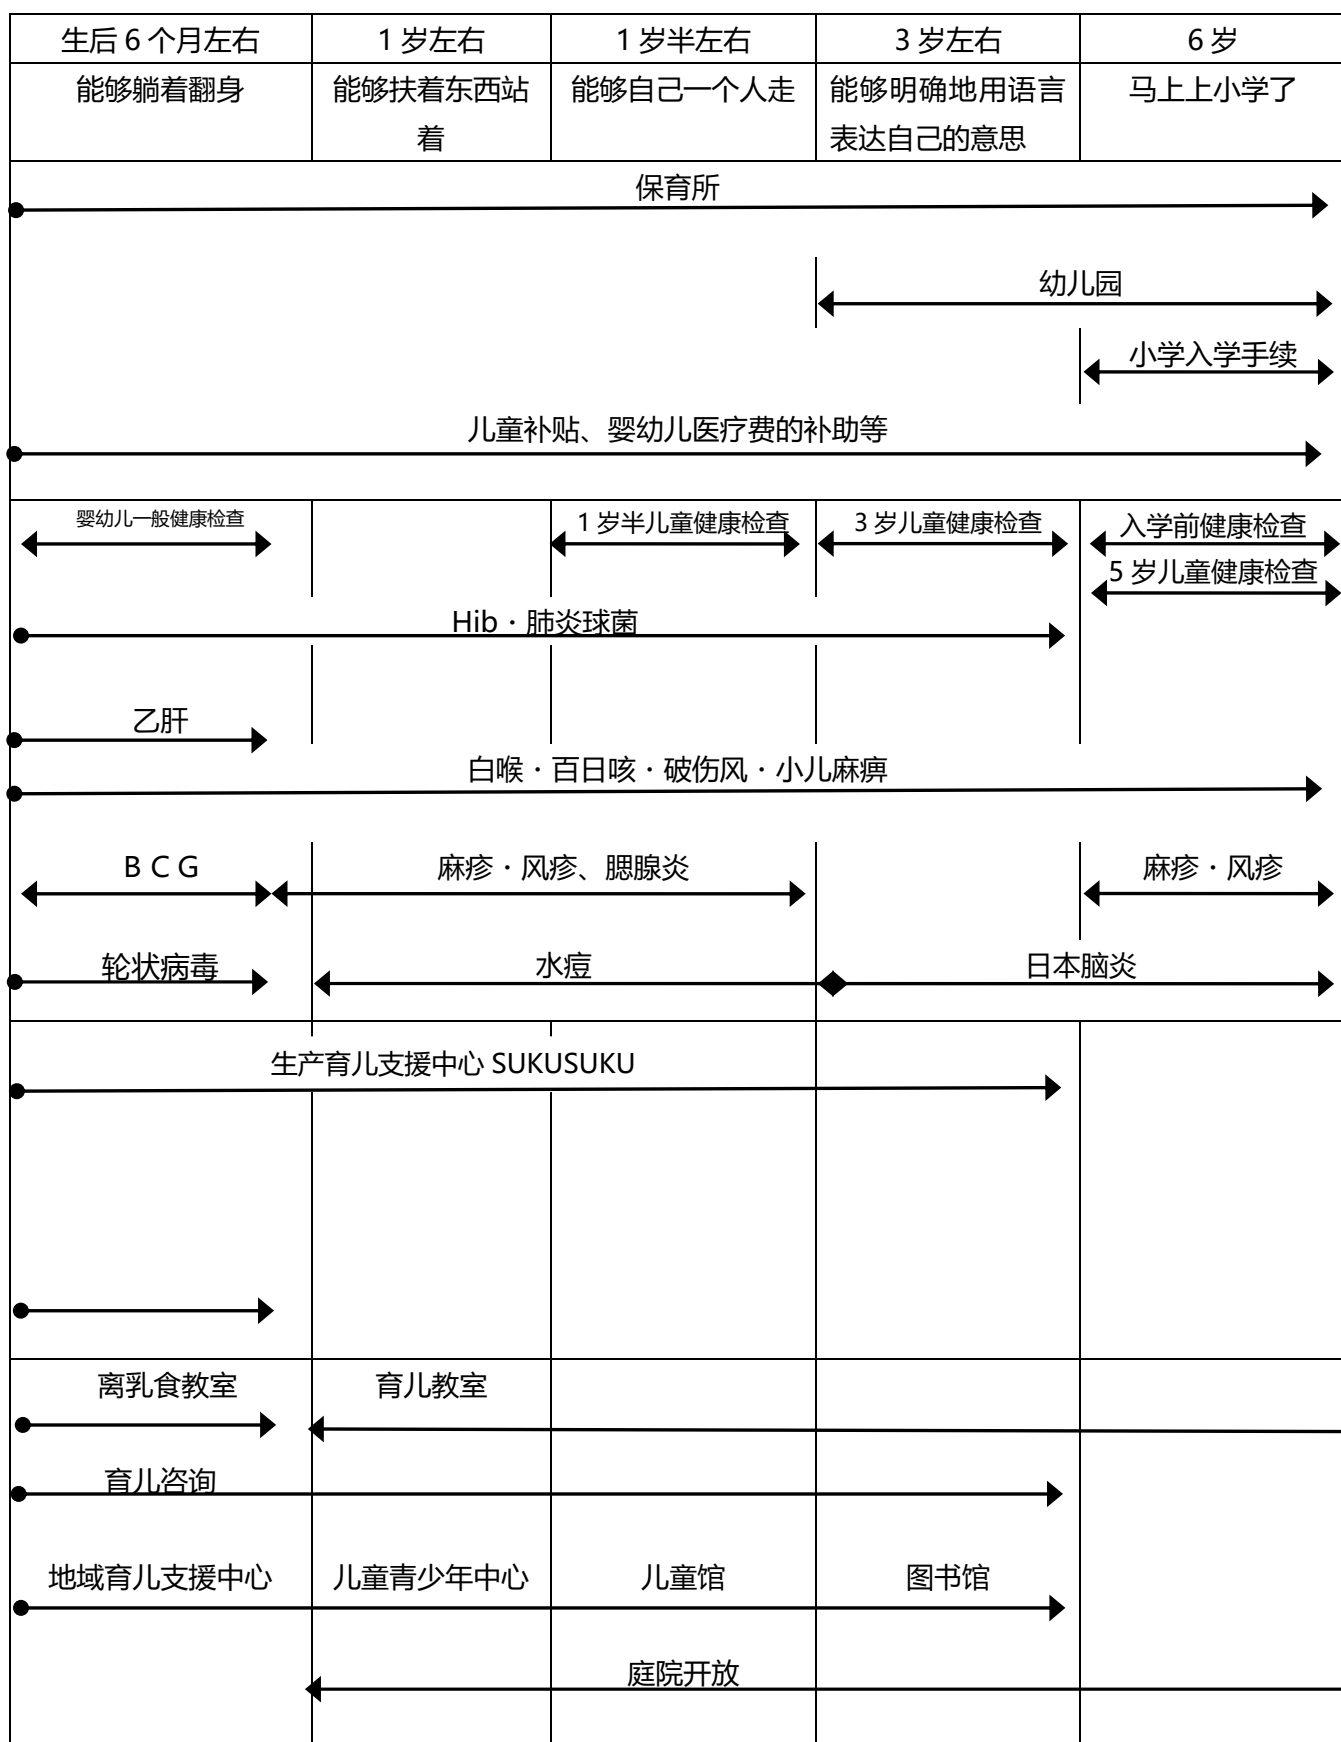 生后 6 个月左右
1 岁左右
1 岁半左右
3 岁左右
6 岁
能够躺着翻身
能够扶着东西站
着
能够自己一个人走
能够明确地用语言
表达自己的意思
马上上小学了
保育所
幼儿园
小学入学手续
儿童补贴、婴幼儿医疗费的补助等
婴幼儿一般健康检查
1 岁半儿童健康检查
3 岁儿童健康检查
入学前健康检查
5 岁儿童健康检查
Hib・肺炎球菌
乙肝
白喉・百日咳・破伤风・小儿麻痹
B C G
麻疹・风疹、腮腺炎
麻疹・风疹
轮状病毒
水痘
日本脑炎
生产育儿支援中心 SUKUSUKU
离乳食教室
育儿教室
育儿咨询
地域育儿支援中心
儿童青少年中心
儿童馆
图书馆
庭院开放